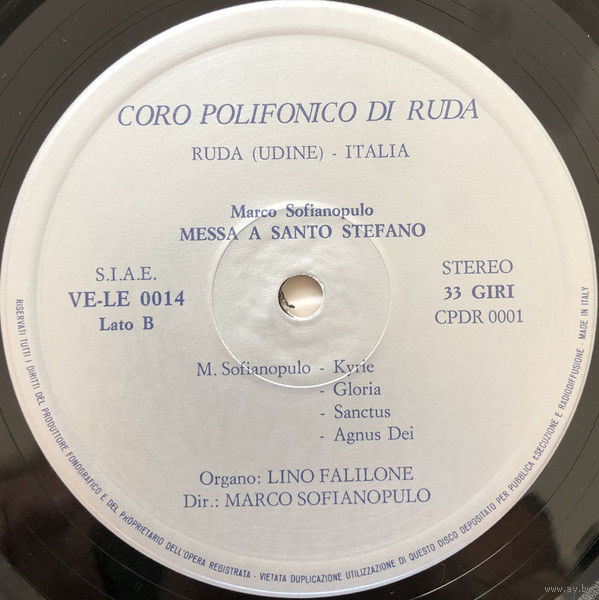 CORO POLIFONICO DI RUDA
RUDA (UDINE) - ITALIA
Marco Sofianopulo
MESSA A SANTO STEFANO
S.I.A.E.
VE-LE 0014
Lato B
STEREO
33 GIRI
CPDR 0001
M. Sofianopulo - Kyrie
- Gloria
- Sanctus
- Agnus Dei
Organo: LINO FALILONE
Dir.: MARCO SOFIANOPULO
RISERVATI TUTTI I DIRITTI DEL PRODUTTORE FONOGRAFICO E DEL PROPRIETARIO DELL'OPERA REGISTRATA - VIETATA DUPLICAZIONE UTILIZZAZIONE DI QUESTO DISCO DEPOSITATO PER PUBBLICA ESECUZIONE E RADIODIFFUSIONE - MADE IN ITALY
www.ay.by